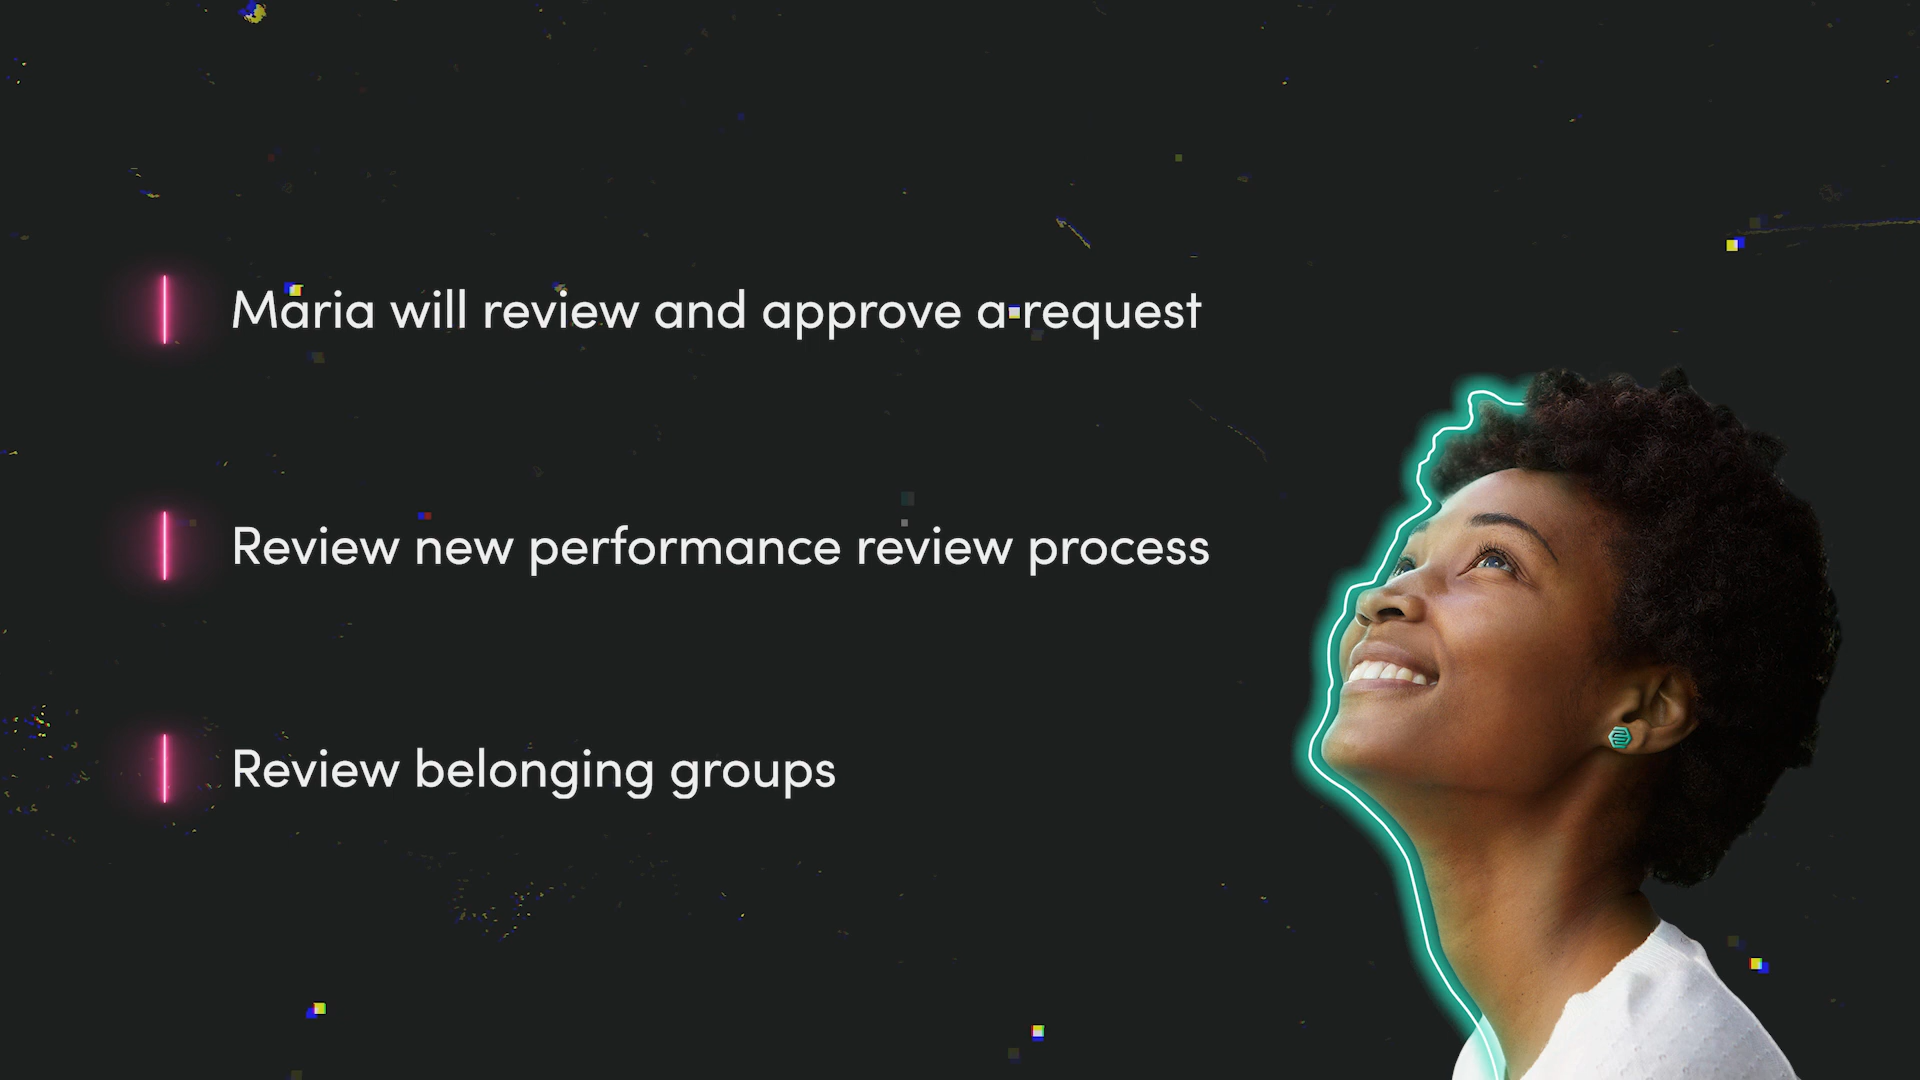 Maria will review and approve a request
Review new performance review process
Review belonging groups